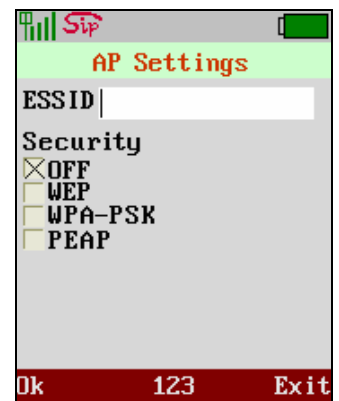 Sip
AP Settings
ESSID
Security
OFF
WEP
WPA-PSK
PEAP
Ok 123 Exit